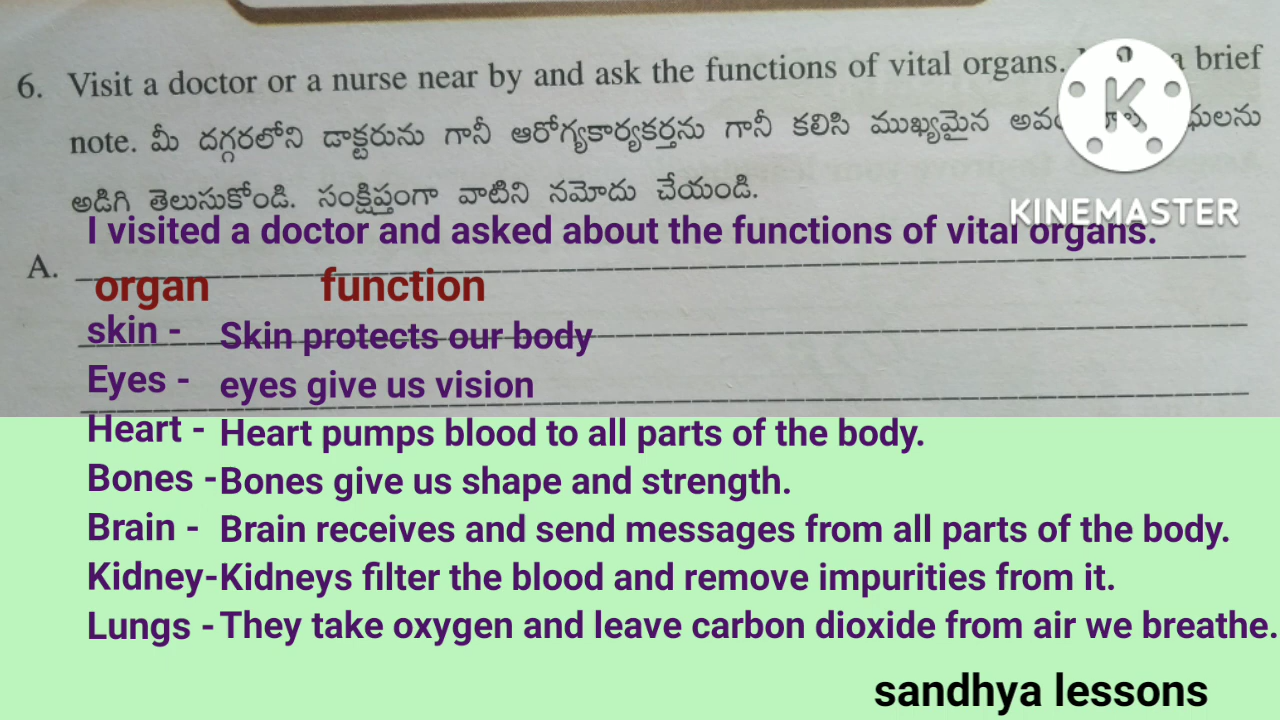 6. Visit a doctor or a nurse near by and ask the functions of vital organs. a brief
note. మీ దగ్గరలోని డాక్టరును గానీ ఆరోగ్యకార్యకర్తను గానీ కలిసి ముఖ్యమైన
అడిగి తెలుసుకోండి. సంక్షిప్తంగా వాటిని నమోదు చేయండి.
KINEMASTER
I visited a doctor and asked about the functions of vital organs.
A.
organ function
skin - Skin protects our body
Eyes - eyes give us vision
Heart - Heart pumps blood to all parts of the body.
Bones - Bones give us shape and strength.
Brain - Brain receives and send messages from all parts of the body.
Kidney- Kidneys filter the blood and remove impurities from it.
Lungs - They take oxygen and leave carbon dioxide from air we breathe.
sandhya lessons